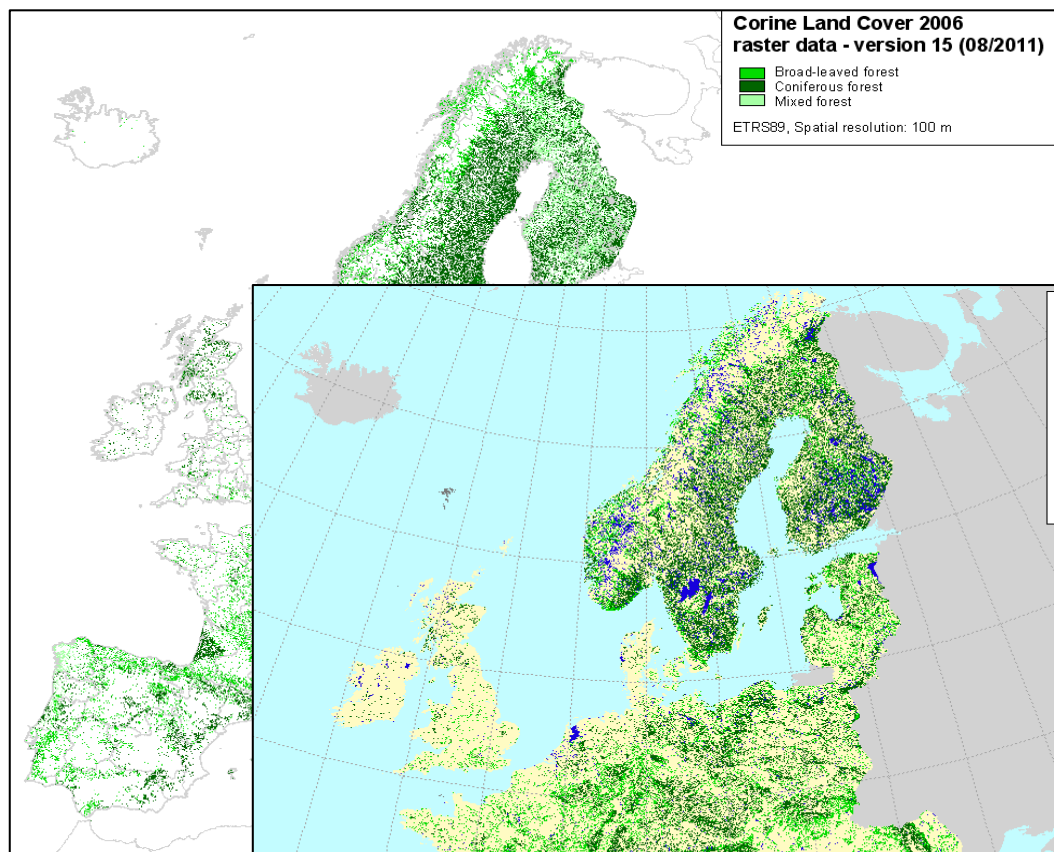 Corine Land Cover 2006
raster data - version 15 (08/2011)
Broad-leaved forest
Coniferous forest
Mixed forest
ETRS89, Spatial resolution: 100 m